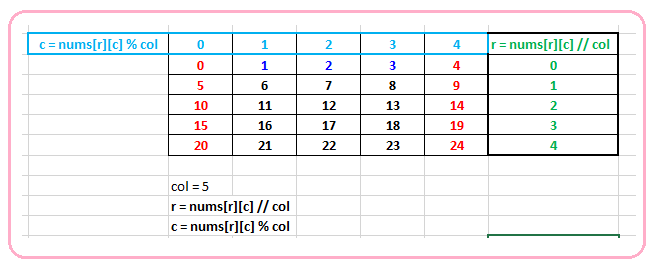 c = nums[r][c] % col 0 1 2 3 4 r = nums[r][c] // col
0 1 2 3 4 0
5 6 7 8 9 1
10 11 12 13 14 2
15 16 17 18 19 3
20 21 22 23 24 4
col = 5
r = nums[r][c] // col
c = nums[r][c] % col